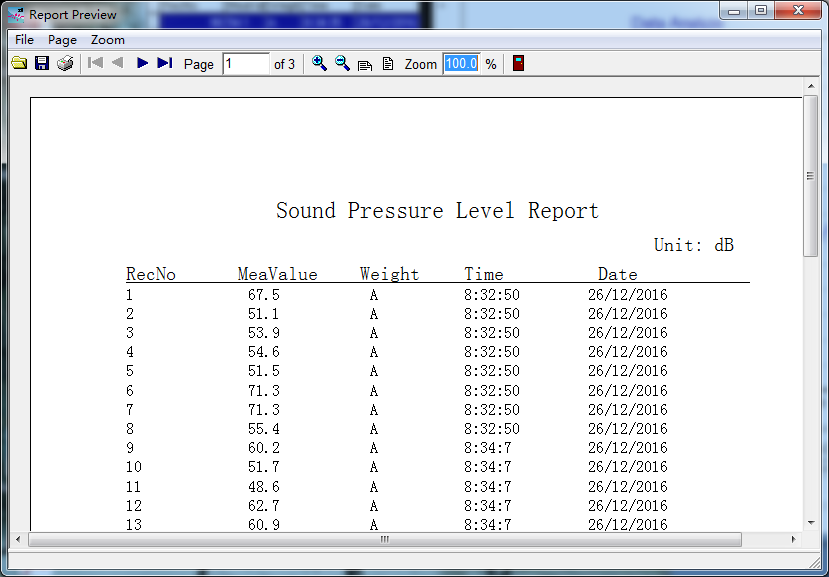 Report Preview
File Page Zoom
Page 1 of 3 Zoom 100.0 %
Sound Pressure Level Report
Unit: dB
RecNo MeaValue Weight Time Date
1 67.5 A 8:32:50 26/12/2016
2 51.1 A 8:32:50 26/12/2016
3 53.9 A 8:32:50 26/12/2016
4 54.6 A 8:32:50 26/12/2016
5 51.5 A 8:32:50 26/12/2016
6 71.3 A 8:32:50 26/12/2016
7 71.3 A 8:32:50 26/12/2016
8 55.4 A 8:32:50 26/12/2016
9 60.2 A 8:34:7 26/12/2016
10 51.7 A 8:34:7 26/12/2016
11 48.6 A 8:34:7 26/12/2016
12 62.7 A 8:34:7 26/12/2016
13 60.9 A 8:34:7 26/12/2016